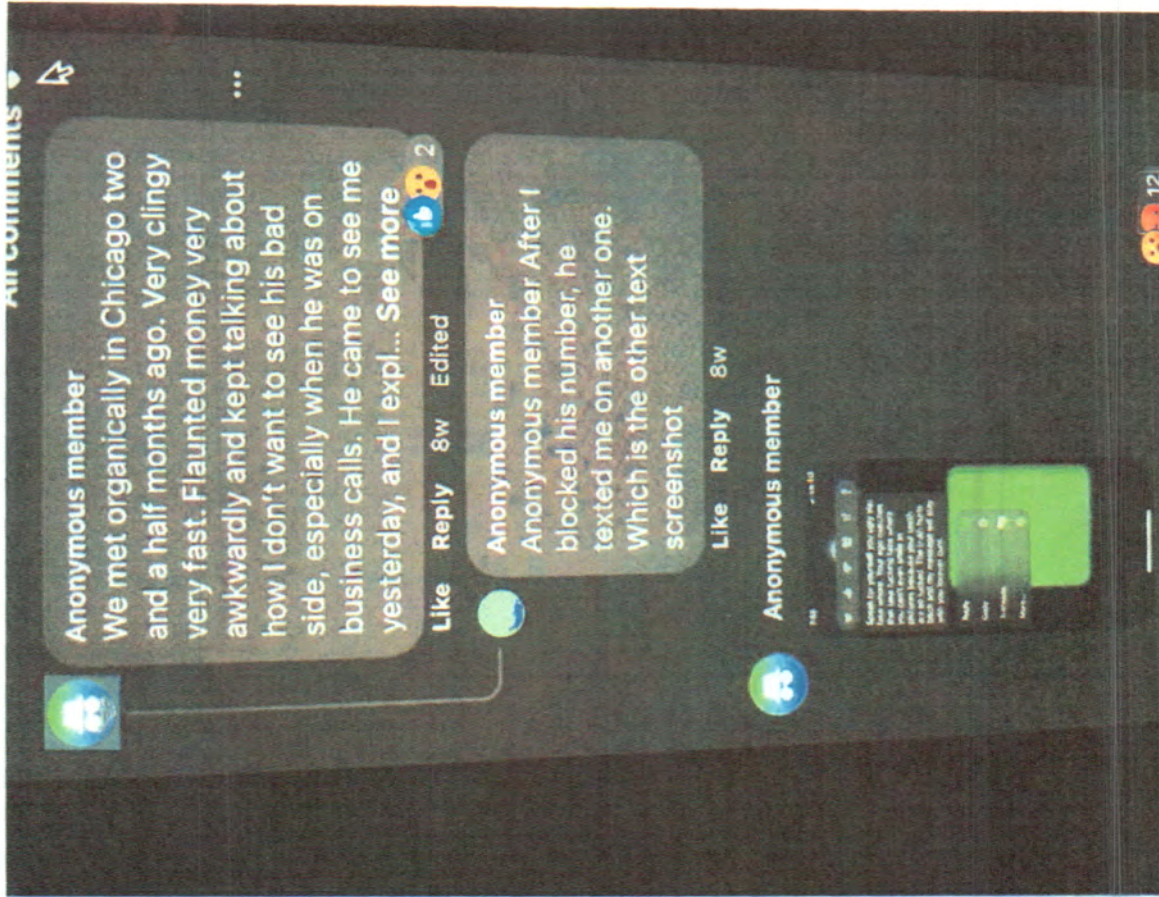 All comments
Anonymous member
We met organically in Chicago two
and a half months ago. Very clingy
very fast. Flaunted money very
awkwardly and kept talking about
how I don't want to see his bad
side, especially when he was on
business calls. He came to see me
yesterday, and I expl... See more
2
Like Reply 8w Edited
Anonymous member
Anonymous member After I
blocked his number, he
texted me on another one.
Which is the other text
screenshot
Like Reply 8w
Anonymous member
Reply
12